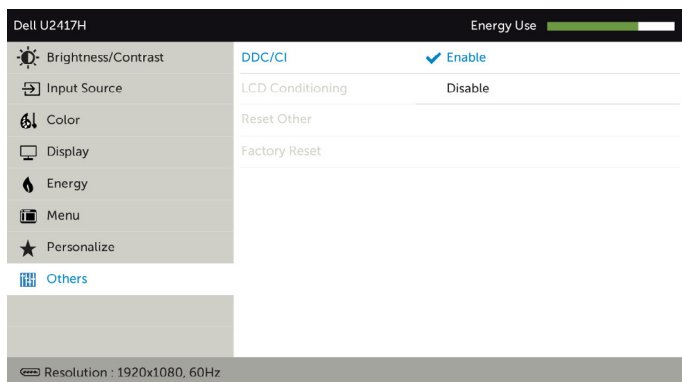 Dell U2417H Energy Use
Brightness/Contrast DDC/CI Enable
Input Source LCD Conditioning Disable
Color Reset Other
Display Factory Reset
Energy
Menu
Personalize
Others
Resolution : 1920x1080, 60Hz